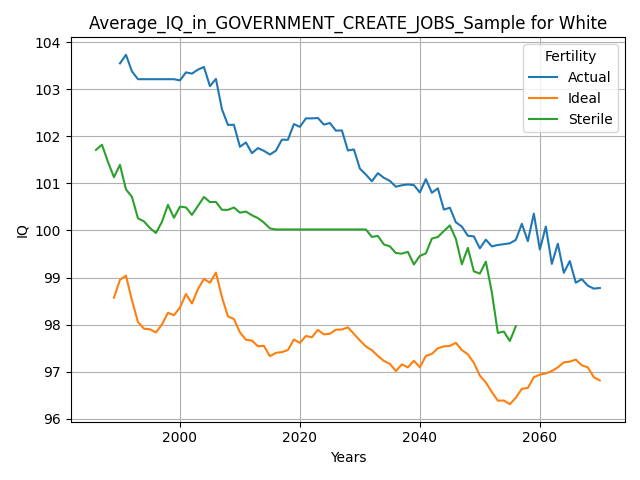 Average_IQ_in_GOVERNMENT_CREATE_JOBS_Sample for White
104
103
102
101
100
99
98
97
96
IQ
2000
2020
2040
2060
Years
Fertility
Actual
Ideal
Sterile